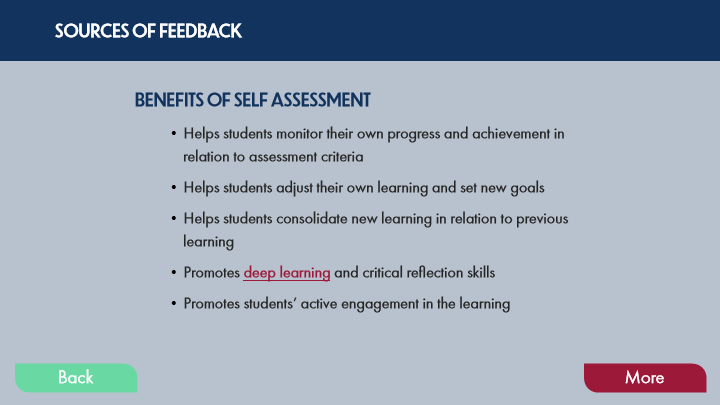 SOURCES OF FEEDBACK
BENEFITS OF SELF ASSESSMENT
• Helps students monitor their own progress and achievement in
relation to assessment criteria
• Helps students adjust their own learning and set new goals
• Helps students consolidate new learning in relation to previous
learning
• Promotes deep learning and critical reflection skills
• Promotes students’ active engagement in the learning
Back
More